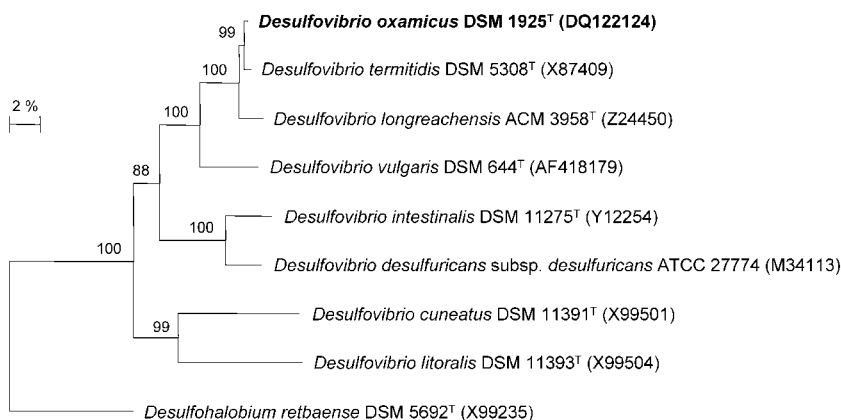 Desulfovibrio oxamicus DSM 1925ᵀ (DQ122124)
99
Desulfovibrio termitidis DSM 5308ᵀ (X87409)
100
2 %
Desulfovibrio longreachensis ACM 3958ᵀ (Z24450)
100
Desulfovibrio vulgaris DSM 644ᵀ (AF418179)
88
Desulfovibrio intestinalis DSM 11275ᵀ (Y12254)
100
100
Desulfovibrio desulfuricans subsp. desulfuricans ATCC 27774 (M34113)
Desulfovibrio cuneatus DSM 11391ᵀ (X99501)
99
Desulfovibrio litoralis DSM 11393ᵀ (X99504)
Desulfohalobium retbaense DSM 5692ᵀ (X99235)